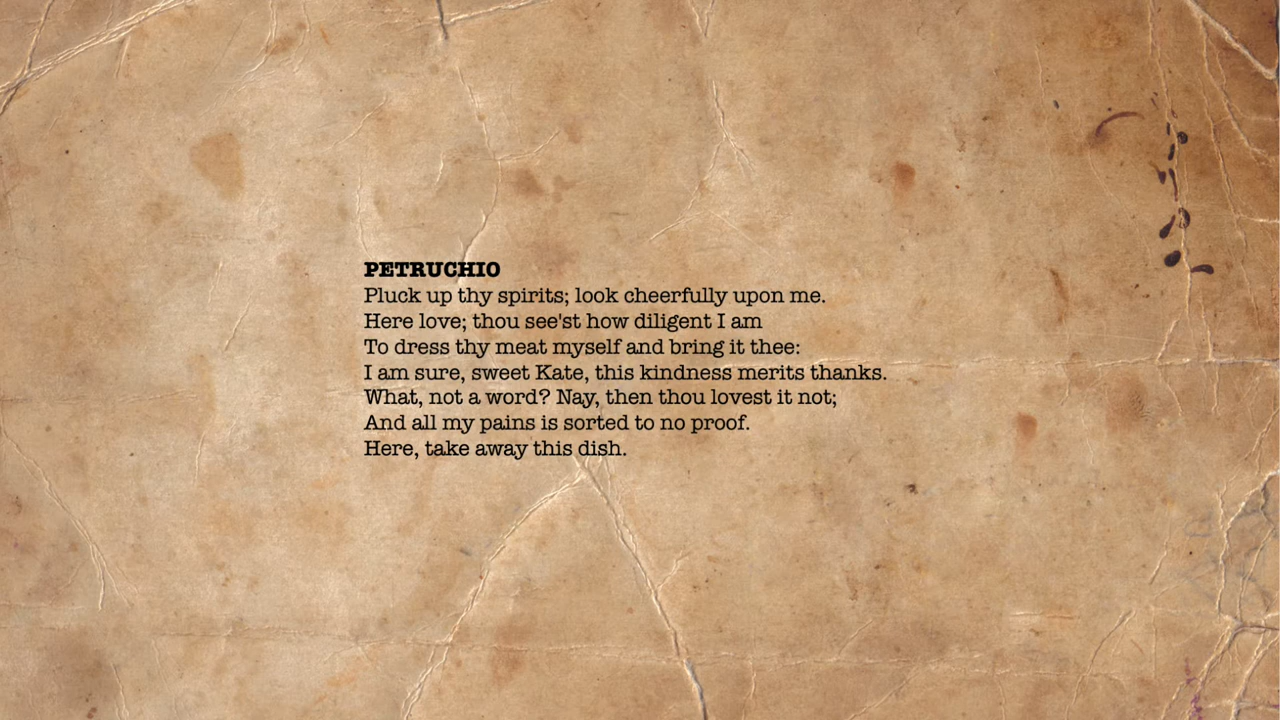 PETRUCHIO
Pluck up thy spirits; look cheerfully upon me.
Here love; thou see'st how diligent I am
To dress thy meat myself and bring it thee:
I am sure, sweet Kate, this kindness merits thanks.
What, not a word? Nay, then thou lovest it not;
And all my pains is sorted to no proof.
Here, take away this dish.